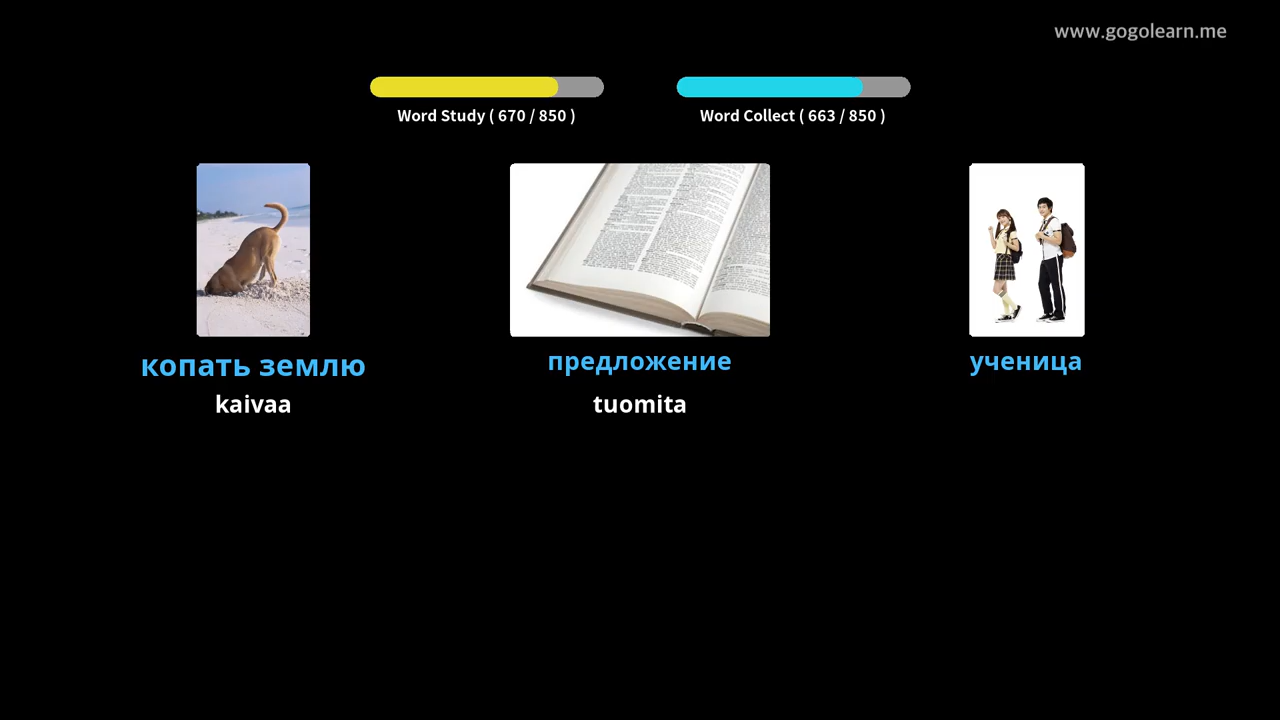 www.gogolearn.me
Word Study ( 670 / 850 )
Word Collect ( 663 / 850 )
копать землю
предложение
ученица
kaivaa
tuomita